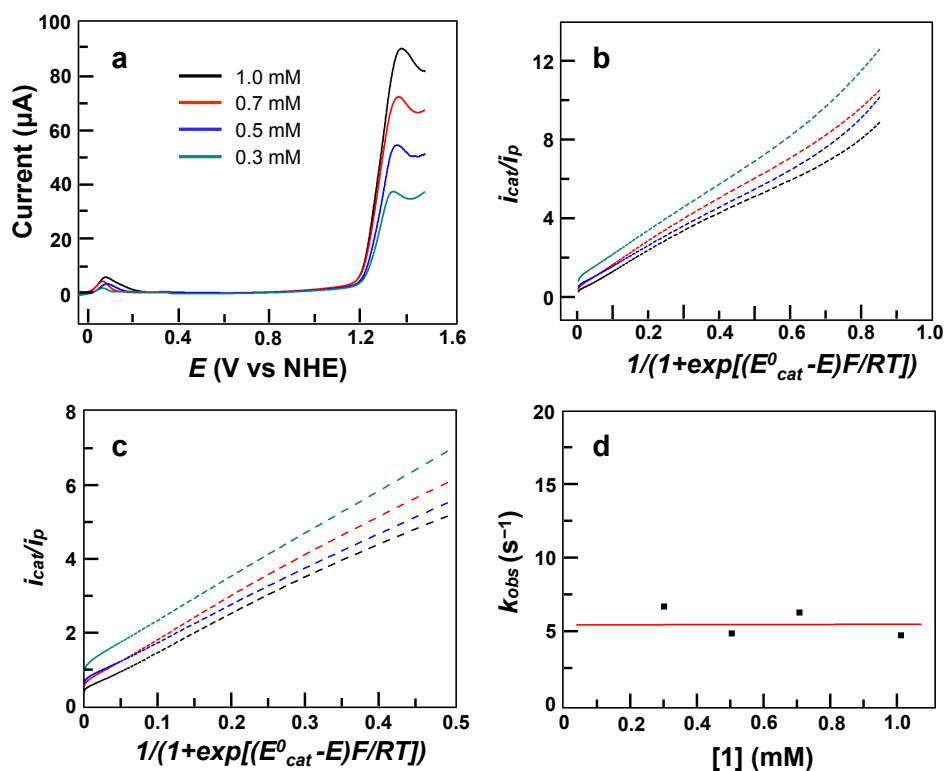 a
1.0 mM
0.7 mM
0.5 mM
0.3 mM
100
80
60
40
20
0
Current (μA)
0 0.4 0.8 1.2 1.6
E (V vs NHE)
b
12
8
4
0
icat/ip
0 0.2 0.4 0.6 0.8 1.0
1/(1+exp[(E⁰cat -E)F/RT])
c
8
6
4
2
0
icat/ip
0 0.1 0.2 0.3 0.4 0.5
1/(1+exp[(E⁰cat -E)F/RT])
d
20
15
10
5
0
kobs (s⁻¹)
0 0.2 0.4 0.6 0.8 1.0
[1] (mM)